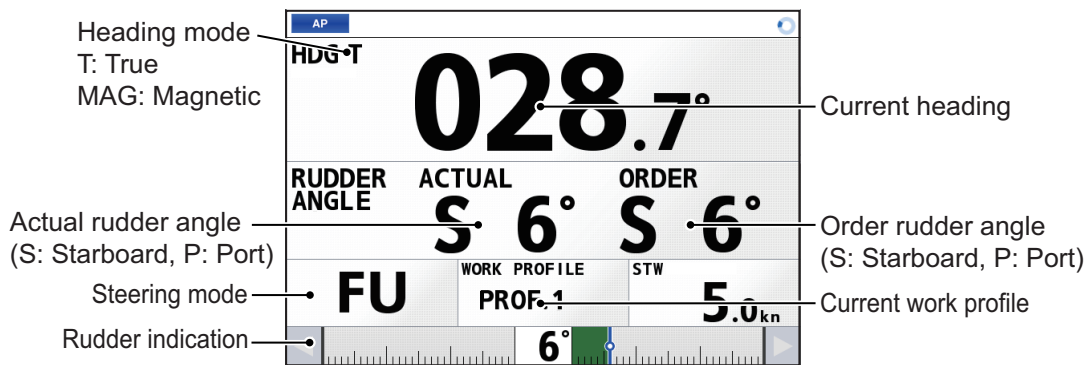 AP
Heading mode
T: True
MAG: Magnetic
HDG T
028.7°
Current heading
RUDDER ANGLE
ACTUAL
S 6°
ORDER
S 6°
Actual rudder angle
(S: Starboard, P: Port)
Order rudder angle
(S: Starboard, P: Port)
Steering mode
FU
WORK PROFILE
PROF.1
STW
5.0kn
Current work profile
Rudder indication
6°